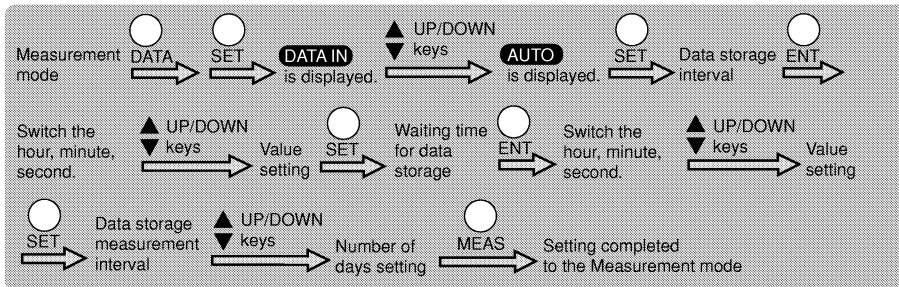 Measurement mode
DATA
SET
DATA IN
is displayed.
UP/DOWN keys
AUTO
is displayed.
SET
Data storage interval
ENT
Switch the hour, minute, second.
UP/DOWN keys
Value setting
SET
Waiting time for data storage
ENT
Switch the hour, minute, second.
UP/DOWN keys
Value setting
SET
Data storage measurement interval
UP/DOWN keys
Number of days setting
MEAS
Setting completed to the Measurement mode